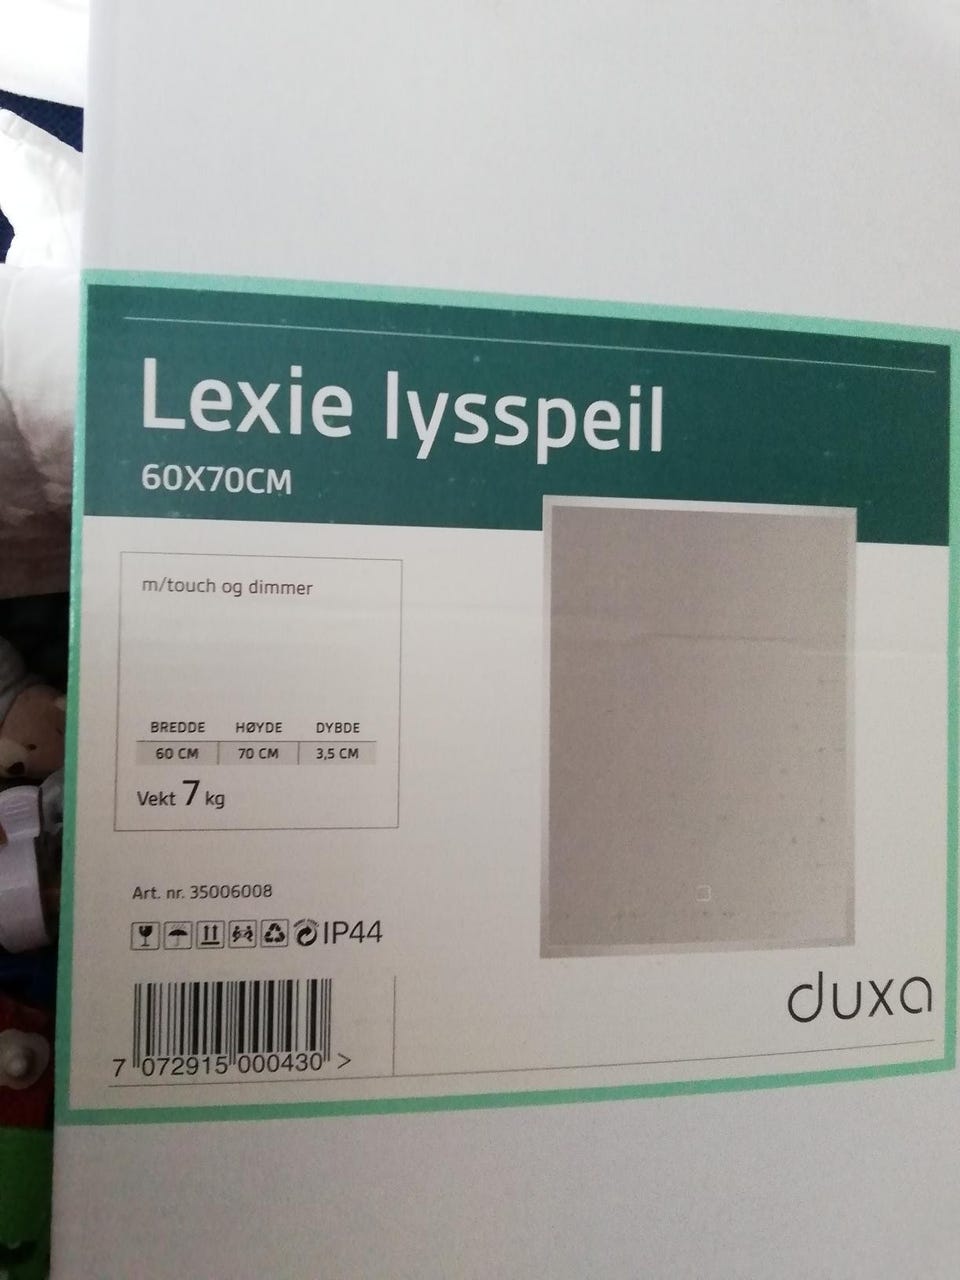 Lexie lysspeil
60X70CM
m/touch og dimmer
BREDDE HØYDE DYBDE
60 CM 70 CM 3,5 CM
Vekt 7 kg
Art. nr. 35006008
IP44
7 072915 000430 >
duxa